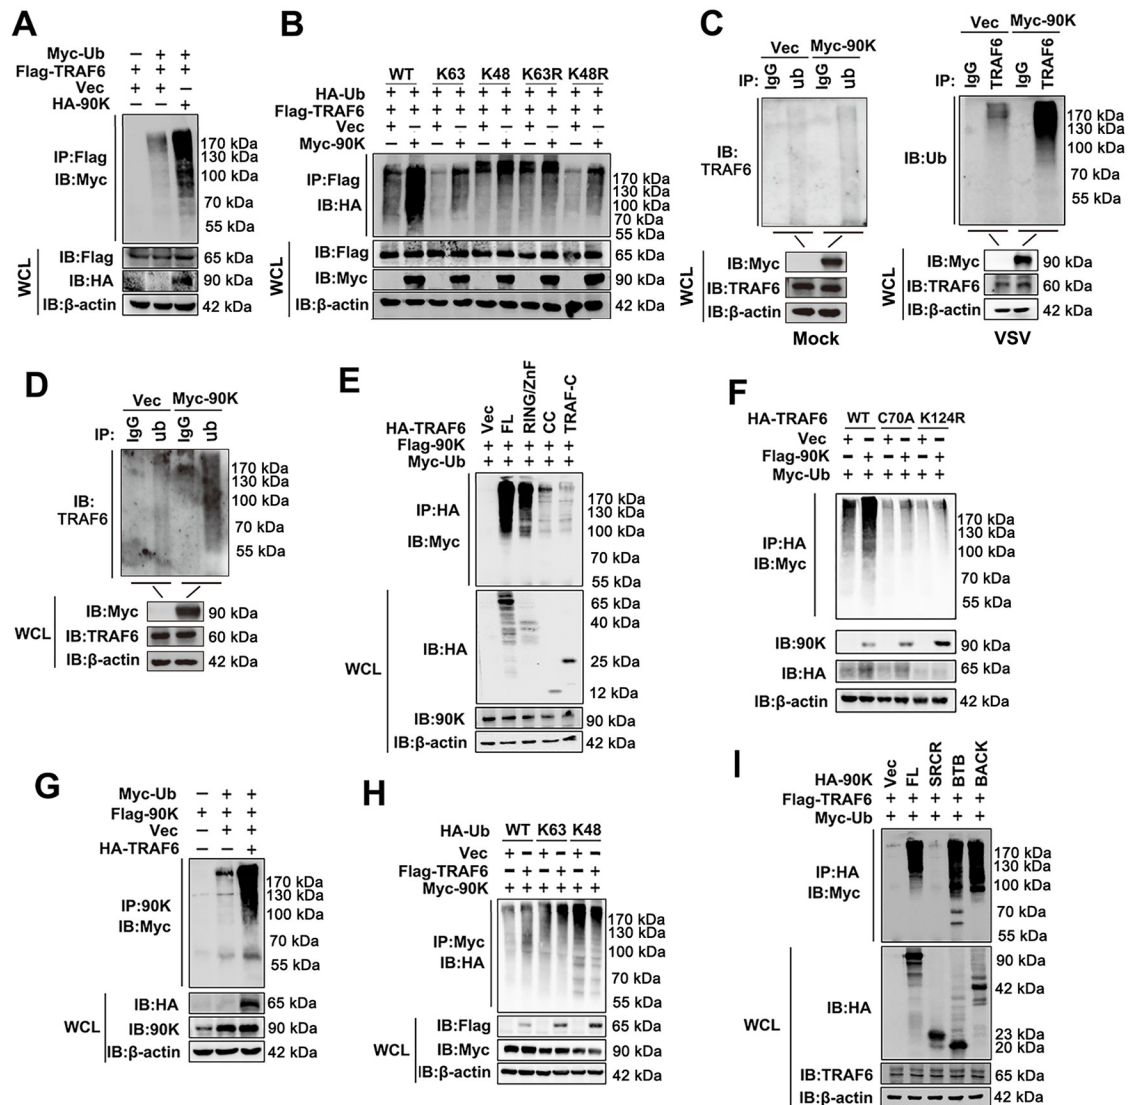 A
Myc-Ub – + +
Flag-TRAF6 + + +
Vec + + –
HA-90K – – +
IP:Flag
IB:Myc
170 kDa
130 kDa
100 kDa
70 kDa
55 kDa
WCL
IB:Flag 65 kDa
IB:HA 90 kDa
IB:β-actin 42 kDa
B
WT K63 K48 K63R K48R
HA-Ub + + + + + + + + + +
Flag-TRAF6 + + + + + + + + + +
Vec + – + – + – + – + –
Myc-90K – + – + – + – + – +
IP:Flag
IB:HA
170 kDa
130 kDa
100 kDa
70 kDa
55 kDa
WCL
IB:Flag 65 kDa
IB:Myc 90 kDa
IB:β-actin 42 kDa
C
Vec Myc-90K
IP: IgG ub IgG ub
IB:
TRAF6
WCL
IB:Myc
IB:TRAF6
IB:β-actin
Mock
Vec Myc-90K
IP: IgG TRAF6 IgG TRAF6
IB:Ub
170 kDa
130 kDa
100 kDa
70 kDa
55 kDa
WCL
IB:Myc 90 kDa
IB:TRAF6 60 kDa
IB:β-actin 42 kDa
VSV
D
Vec Myc-90K
IP: IgG ub IgG ub
IB:
TRAF6
170 kDa
130 kDa
100 kDa
70 kDa
55 kDa
WCL
IB:Myc 90 kDa
IB:TRAF6 60 kDa
IB:β-actin 42 kDa
E
HA-TRAF6 Vec FL RING/ZnF CC TRAF-C
Flag-90K + + + + +
Myc-Ub + + + + +
IP:HA
IB:Myc
170 kDa
130 kDa
100 kDa
70 kDa
55 kDa
WCL
IB:HA
65 kDa
40 kDa
25 kDa
12 kDa
IB:90K 90 kDa
IB:β-actin 42 kDa
F
HA-TRAF6 WT C70A K124R
Vec + – + – + –
Flag-90K – + – + – +
Myc-Ub + + + + + +
IP:HA
IB:Myc
170 kDa
130 kDa
100 kDa
70 kDa
55 kDa
IB:90K 90 kDa
IB:HA 65 kDa
IB:β-actin 42 kDa
G
Myc-Ub – + +
Flag-90K + + +
Vec – + +
HA-TRAF6 – – +
IP:90K
IB:Myc
170 kDa
130 kDa
100 kDa
70 kDa
55 kDa
WCL
IB:HA 65 kDa
IB:90K 90 kDa
IB:β-actin 42 kDa
H
HA-Ub WT K63 K48
Vec + – + – + –
Flag-TRAF6 – + – + – +
Myc-90K + + + + + +
IP:Myc
IB:HA
170 kDa
130 kDa
100 kDa
70 kDa
55 kDa
WCL
IB:Flag 65 kDa
IB:Myc 90 kDa
IB:β-actin 42 kDa
I
HA-90K Vec FL SRCR BTB BACK
Flag-TRAF6 + + + + +
Myc-Ub + + + + +
IP:HA
IB:Myc
170 kDa
130 kDa
100 kDa
70 kDa
55 kDa
WCL
IB:HA
90 kDa
42 kDa
23 kDa
20 kDa
IB:TRAF6 65 kDa
IB:β-actin 42 kDa